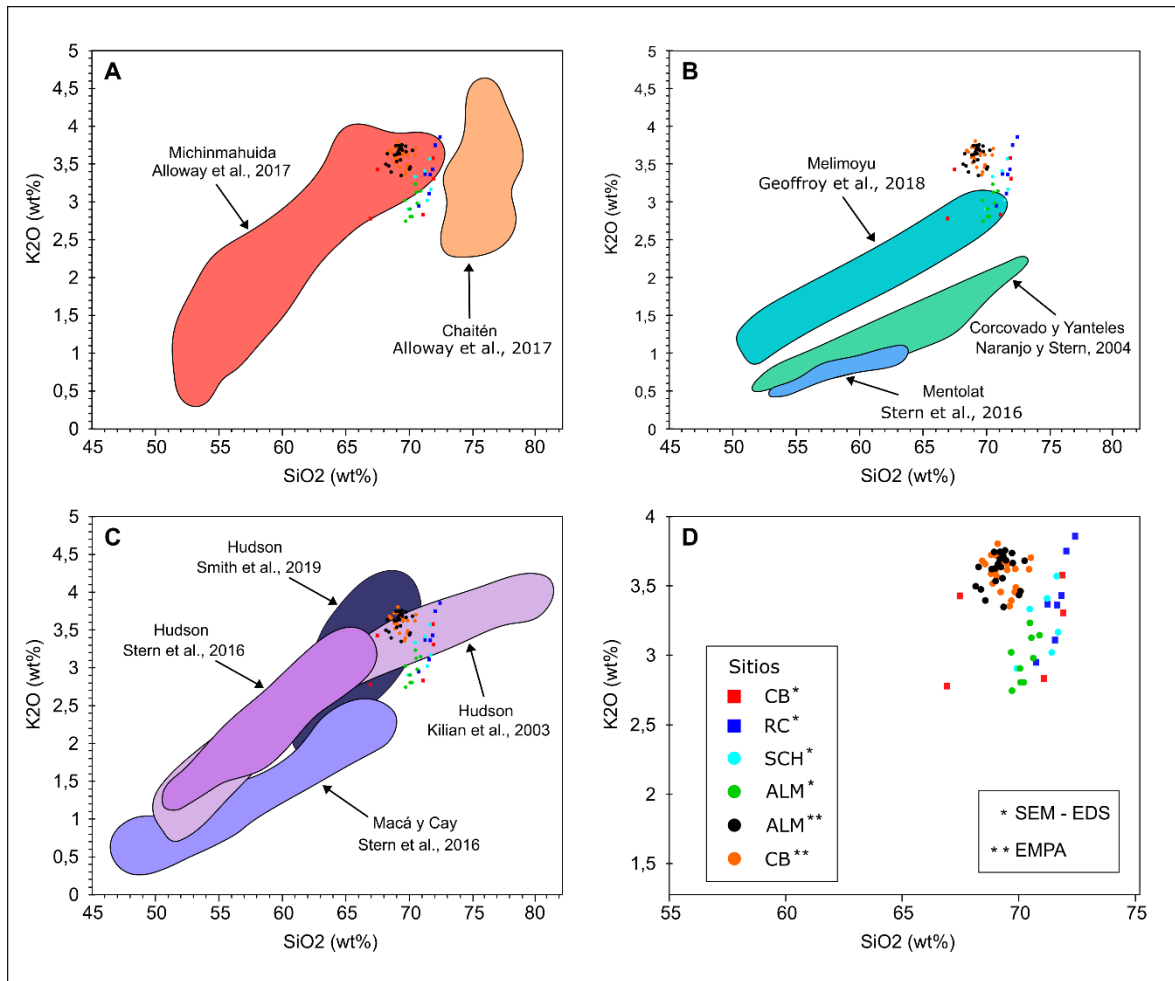 A
K2O (wt%)
5
4,5
4
3,5
3
2,5
2
1,5
1
0,5
0
Michinmahuida
Alloway et al., 2017
Chaitén
Alloway et al., 2017
45 50 55 60 65 70 75 80
SiO2 (wt%)
B
K2O (wt%)
5
4,5
4
3,5
3
2,5
2
1,5
1
0,5
0
Melimoyu
Geoffroy et al., 2018
Corcovado y Yanteles
Naranjo y Stern, 2004
Mentolat
Stern et al., 2016
45 50 55 60 65 70 75 80
SiO2 (wt%)
C
K2O (wt%)
5
4,5
4
3,5
3
2,5
2
1,5
1
0,5
0
Hudson
Smith et al., 2019
Hudson
Stern et al., 2016
Hudson
Kilian et al., 2003
Macá y Cay
Stern et al., 2016
45 50 55 60 65 70 75 80
SiO2 (wt%)
D
K2O (wt%)
4
3,5
3
2,5
2
1,5
Sitios
CB*
RC*
SCH*
ALM*
ALM**
CB**
* SEM - EDS
** EMPA
55 60 65 70 75
SiO2 (wt%)